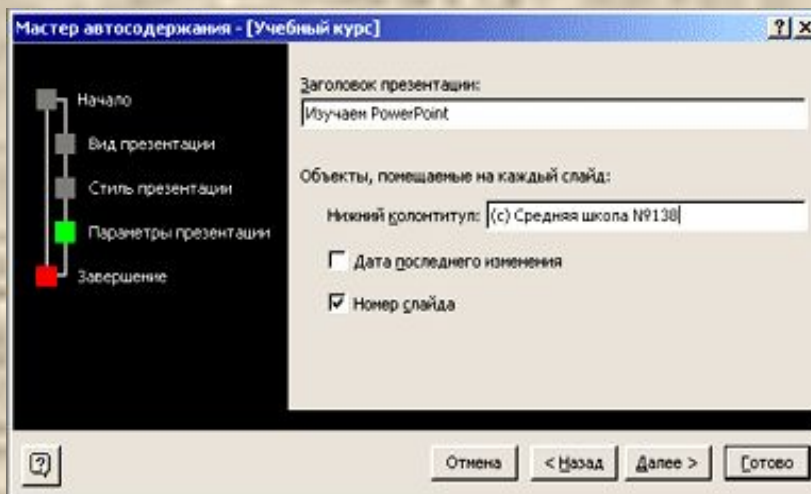 Мастер автосодержания - [Учебный курс]
Начало
Вид презентации
Стиль презентации
Параметры презентации
Завершение
Заголовок презентации:
Изучаем PowerPoint
Объекты, помещаемые на каждый слайд:
Нижний колонтитул: (c) Средняя школа №138
Дата последнего изменения
Номер слайда
Отмена < Назад Далее > Готово